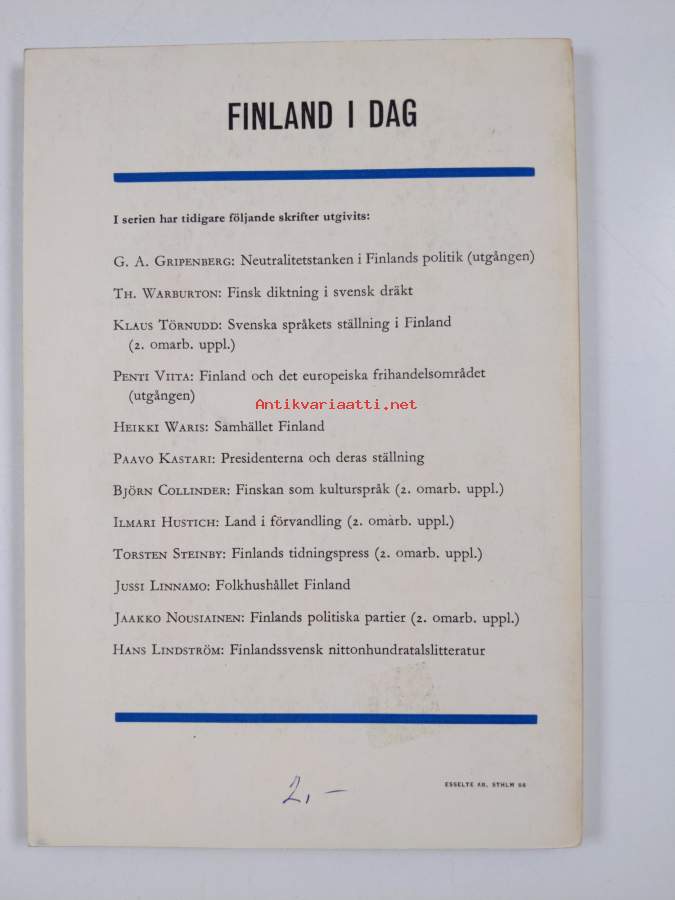 FINLAND I DAG
I serien har tidigare följande skrifter utgivits:
G. A. GRIPENBERG: Neutralitetstanken i Finlands politik (utgången)
TH. WARBURTON: Finsk diktning i svensk dräkt
KLAUS TÖRNUDD: Svenska språkets ställning i Finland
(2. omarb. uppl.)
PENTI VIITA: Finland och det europeiska frihandelsområdet
(utgången)
Antikvariaatti.net
HEIKKI WARIS: Samhället Finland
PAAVO KASTARI: Presidenterna och deras ställning
BJÖRN COLLINDER: Finskan som kulturspråk (2. omarb. uppl.)
ILMARI HUSTICH: Land i förvandling (2. omarb. uppl.)
TORSTEN STEINBY: Finlands tidningspress (2. omarb. uppl.)
JUSSI LINNAMO: Folkhushållet Finland
JAAKKO NOUSIAINEN: Finlands politiska partier (2. omarb. uppl.)
HANS LINDSTRÖM: Finlandssvensk nittonhundratalslitteratur
2,–
ESSELTE AB, STHLM 66